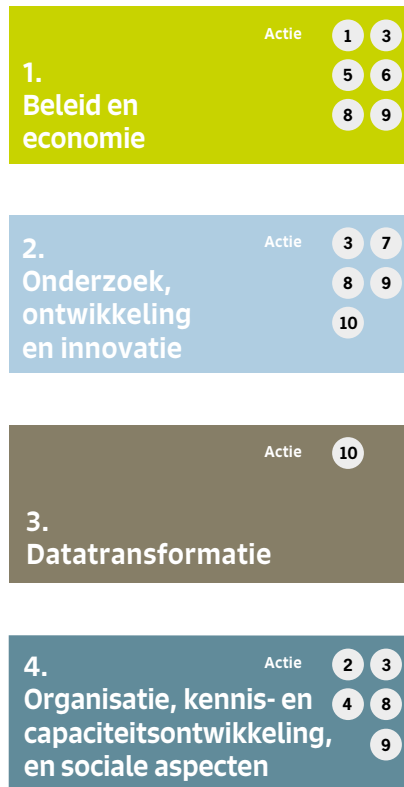 Actie 1 3
5 6
1.
Beleid en
8 9
economie
Actie 3 7
2.
Onderzoek,
8 9
ontwikkeling
10
en innovatie
Actie 10
3.
Datatransformatie
Actie 2 3
4.
Organisatie, kennis- en
4 8
capaciteitsontwikkeling,
9
en sociale aspecten